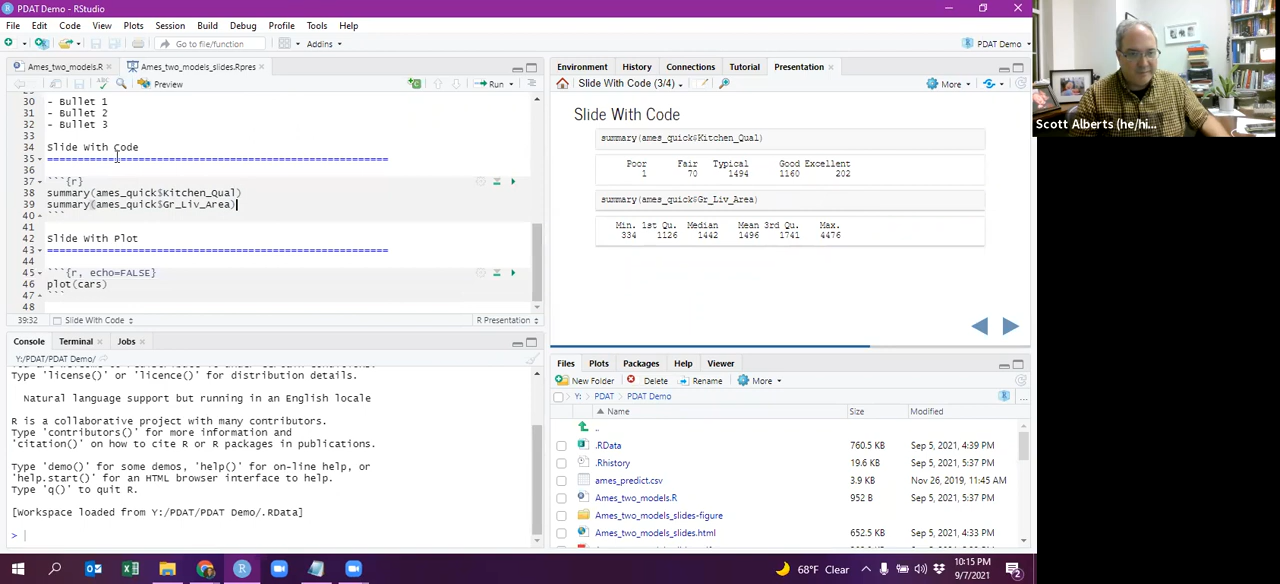 PDAT Demo - RStudio
File Edit Code View Plots Session Build Debug Profile Tools Help
Go to file/function Addins PDAT Demo
Ames_two_models.R Ames_two_models_slides.Rpres
Preview Run
30 - Bullet 1
31 - Bullet 2
32 - Bullet 3
33
34 Slide With Code
35 ========================================================
36
37 ```{r}
38 summary(ames_quick$Kitchen_Qual)
39 summary(ames_quick$Gr_Liv_Area)
40 ```
41
42 Slide With Plot
43 ========================================================
44
45 ```{r, echo=FALSE}
46 plot(cars)
47 ```
48
39:32 Slide With Code R Presentation
Console Terminal Jobs
Y:/PDAT/PDAT Demo/
Type 'license()' or 'licence()' for distribution details.
Natural language support but running in an English locale
R is a collaborative project with many contributors.
Type 'contributors()' for more information and
'citation()' on how to cite R or R packages in publications.
Type 'demo()' for some demos, 'help()' for on-line help, or
'help.start()' for an HTML browser interface to help.
Type 'q()' to quit R.
[Workspace loaded from Y:/PDAT/PDAT Demo/.RData]
>
Environment History Connections Tutorial Presentation
Slide With Code (3/4) More
Slide With Code
summary(ames_quick$Kitchen_Qual)
Poor Fair Typical Good Excellent
1 70 1494 1160 202
summary(ames_quick$Gr_Liv_Area)
Min. 1st Qu. Median Mean 3rd Qu. Max.
334 1126 1442 1496 1741 4476
Files Plots Packages Help Viewer
New Folder Delete Rename More
Y: PDAT PDAT Demo ...
Name Size Modified
..
.RData 760.5 KB Sep 5, 2021, 4:39 PM
.Rhistory 19.6 KB Sep 5, 2021, 5:37 PM
ames_predict.csv 3.9 KB Nov 26, 2019, 11:45 AM
Ames_two_models.R 952 B Sep 5, 2021, 5:37 PM
Ames_two_models_slides-figure
Ames_two_models_slides.html 652.5 KB Sep 5, 2021, 4:33 PM
Scott Alberts (he/hi...
68°F Clear
10:15 PM
9/7/2021
2